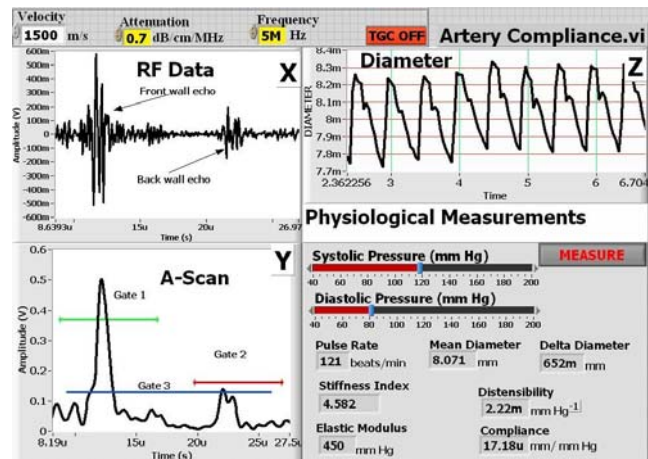 Velocity
1500 m/s
Attenuation
0.7 dB/cm/MHz
Frequency
5M Hz
TGC OFF
Artery Compliance.vi
RF Data
X
Front wall echo
Back wall echo
Amplitude (V)
600m
500m
400m
300m
200m
100m
0
-100m
-200m
-300m
-400m
-500m
-600m
8.6393u
15u
20u
26.97
Time (s)
Diameter
Z
DIAMETER
8.4m
8.3m
8.2m
8.1m
8m
7.9m
7.8m
7.7m
2.362256
3
4
5
6
6.704
Time
A-Scan
Y
Gate 1
Gate 2
Gate 3
Amplitude (V)
0.6
0.5
0.4
0.3
0.2
0.1
0
8.19u
15u
20u
25u
27.5u
Time (s)
Physiological Measurements
Systolic Pressure (mm Hg)
MEASURE
40 60 80 100 120 140 160 180 200
Diastolic Pressure (mm Hg)
40 60 80 100 120 140 160 180 200
Pulse Rate
121 beats/min
Mean Diameter
8.071 mm
Delta Diameter
652m mm
Stiffness Index
4.582
Distensibility
2.22m mm Hg-1
Elastic Modulus
450 mm Hg
Compliance
17.18u mm/mm Hg